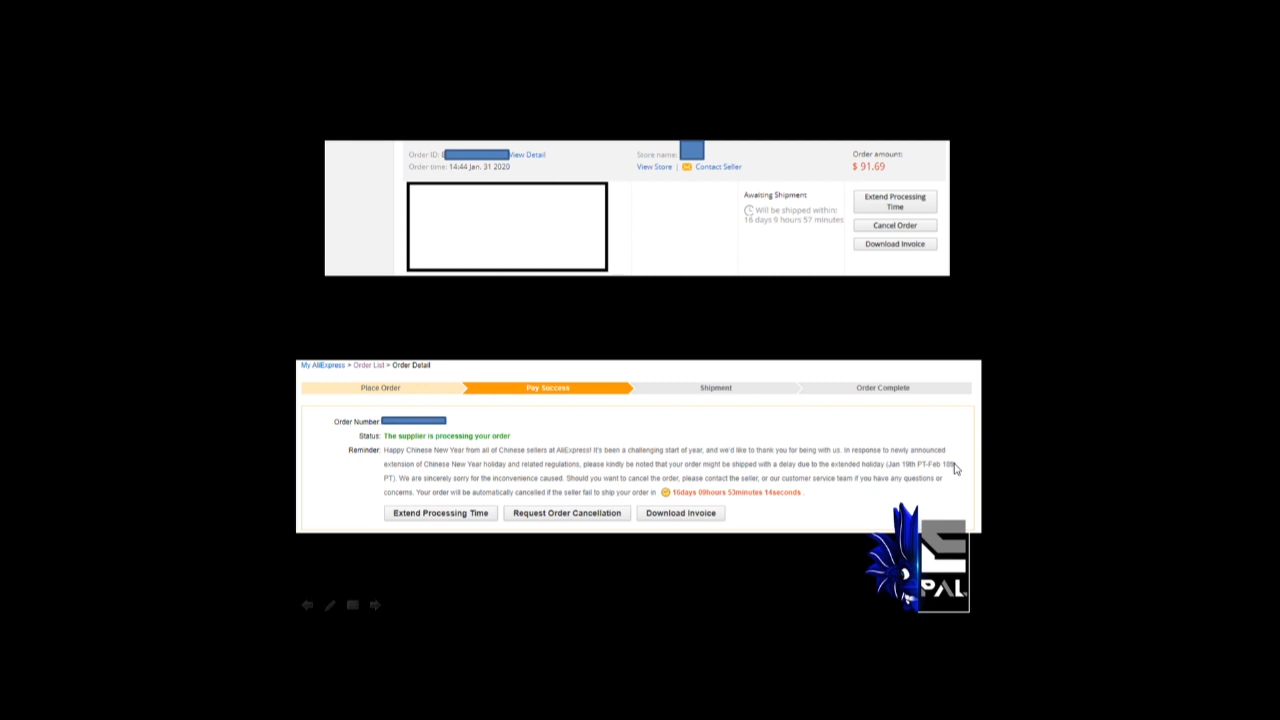 Order ID: View Detail
Store name:
Order amount:
Order time: 14:44 Jan. 31 2020
View Store | Contact Seller
$ 91.69
Awaiting Shipment
Will be shipped within:
16 days 9 hours 57 minutes
Extend Processing
Time
Cancel Order
Download Invoice
My AliExpress > Order List > Order Detail
Place Order
Pay Success
Shipment
Order Complete
Order Number
Status: The supplier is processing your order
Reminder: Happy Chinese New Year from all of Chinese sellers at AliExpress! It's been a challenging start of year, and we'd like to thank you for being with us. In response to newly announced
extension of Chinese New Year holiday and related regulations, please kindly be noted that your order might be shipped with a delay due to the extended holiday (Jan 19th PT-Feb
PT). We are sincerely sorry for the inconvenience caused. Should you want to cancel the order, please contact the seller, or our customer service team if you have any questions or
concerns. Your order will be automatically cancelled if the seller fail to ship your order in 16days 09hours 53minutes 14seconds .
Extend Processing Time
Request Order Cancellation
Download Invoice
PAL